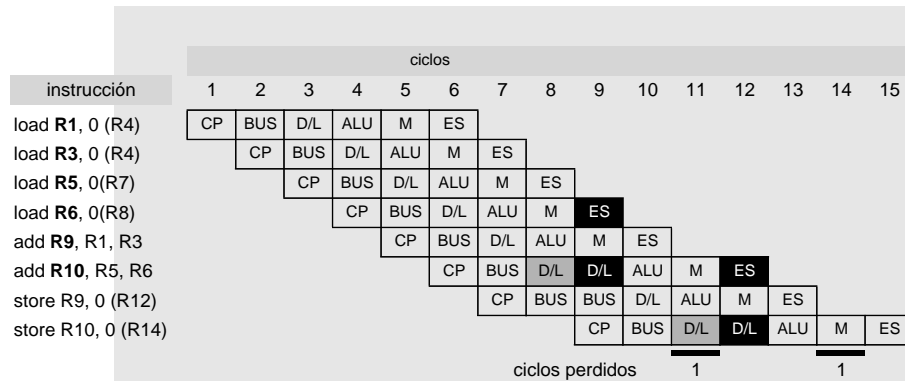 ciclos
instrucción 1 2 3 4 5 6 7 8 9 10 11 12 13 14 15
load R1, 0 (R4) CP BUS D/L ALU M ES
load R3, 0 (R4) CP BUS D/L ALU M ES
load R5, 0(R7) CP BUS D/L ALU M ES
load R6, 0(R8) CP BUS D/L ALU M ES
add R9, R1, R3 CP BUS D/L ALU M ES
add R10, R5, R6 CP BUS D/L D/L ALU M ES
store R9, 0 (R12) CP BUS BUS D/L ALU M ES
store R10, 0 (R14) CP BUS D/L D/L ALU M ES
ciclos perdidos 1 1